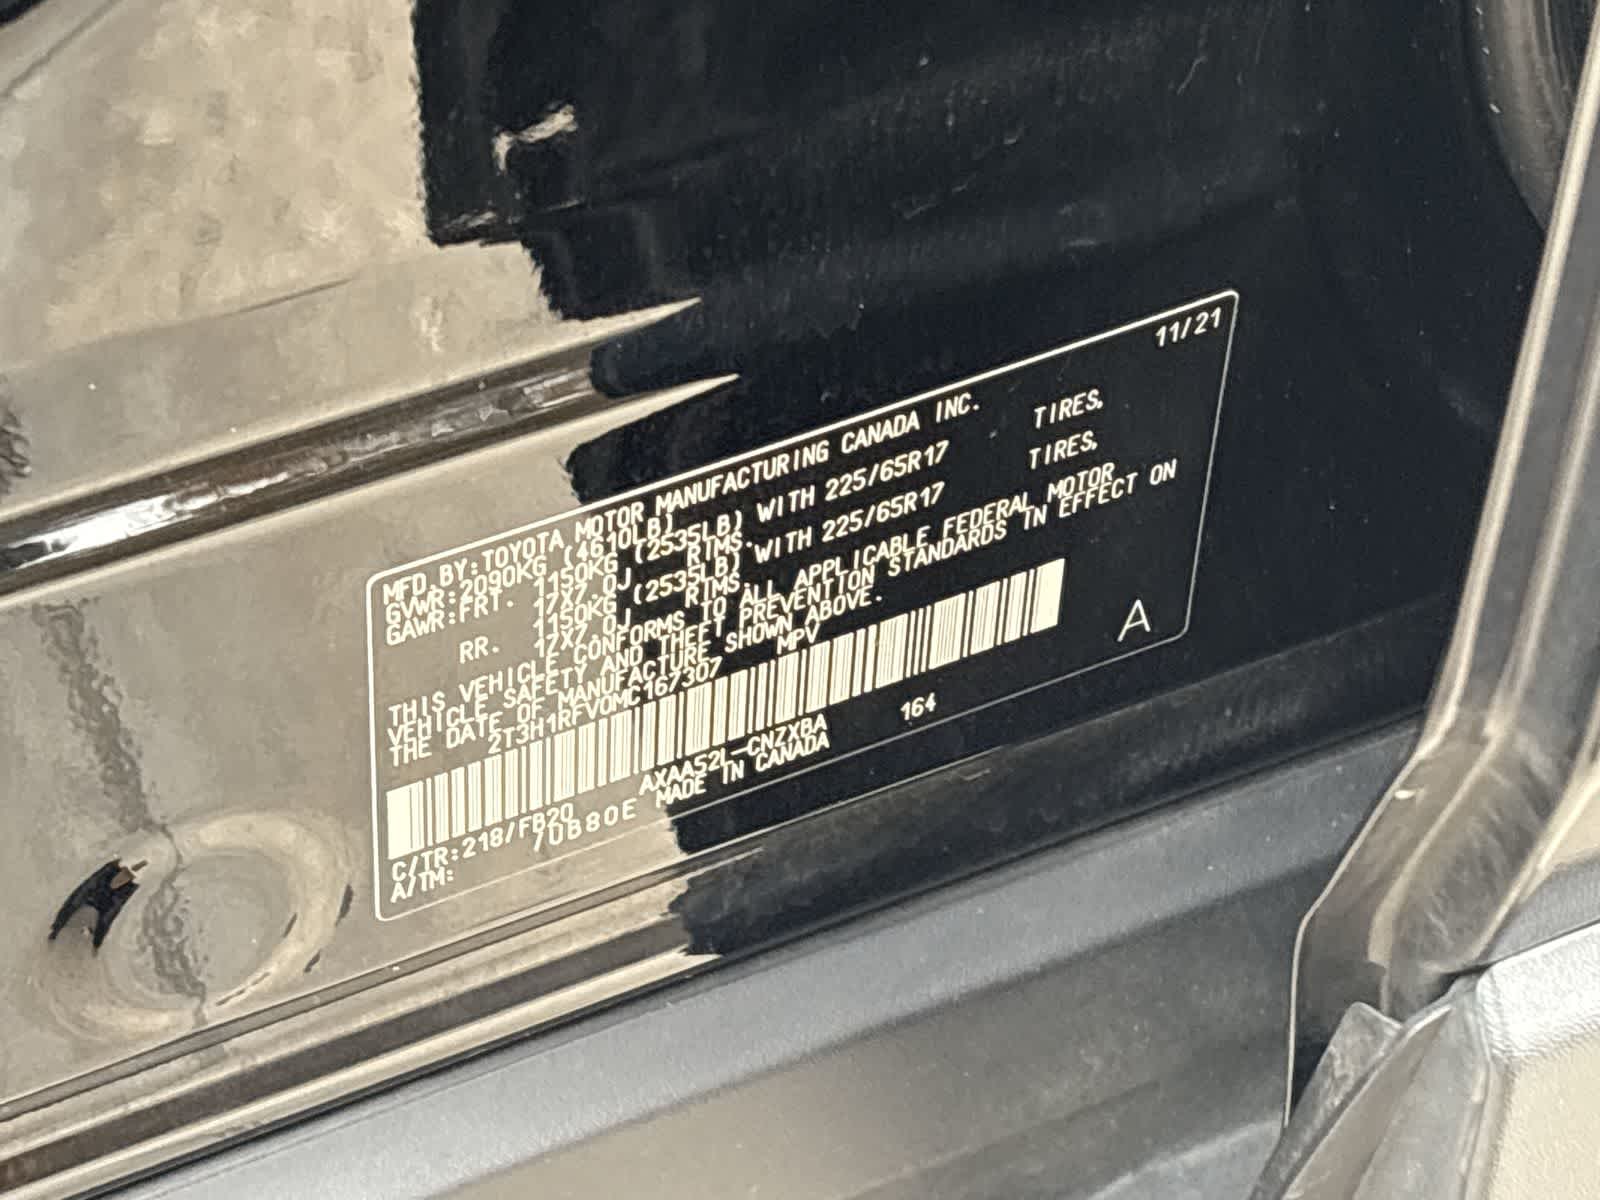 11/21
MFD. BY:TOYOTA MOTOR MANUFACTURING CANADA INC.
GVWR:2090KG (4610LB)
GAWR:FRT. 1150KG (2535LB) WITH 225/65R17 TIRES,
17X7.0J RIMS.
RR. 1150KG (2535LB) WITH 225/65R17 TIRES,
17X7.0J RIMS.
THIS VEHICLE CONFORMS TO ALL APPLICABLE FEDERAL MOTOR
VEHICLE SAFETY AND THEFT PREVENTION STANDARDS IN EFFECT ON
THE DATE OF MANUFACTURE SHOWN ABOVE.
2T3H1RFV0MC167307 MPV
A
C/TR:218/FB20 AXAA52L-CNZXBA 164
A/TM: /UB80E MADE IN CANADA